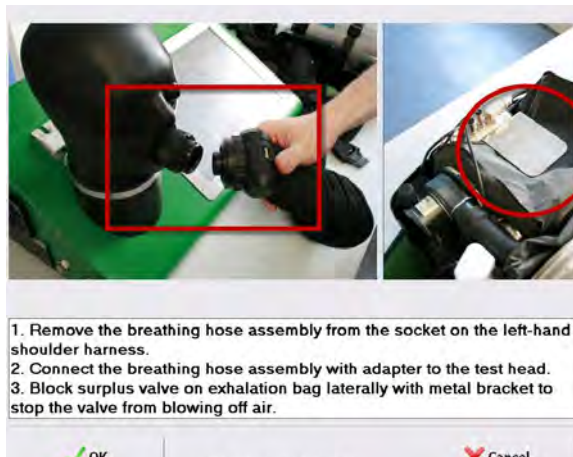 1. Remove the breathing hose assembly from the socket on the left-hand
shoulder harness.
2. Connect the breathing hose assembly with adapter to the test head.
3. Block surplus valve on exhalation bag laterally with metal bracket to
stop the valve from blowing off air.
OK
Cancel